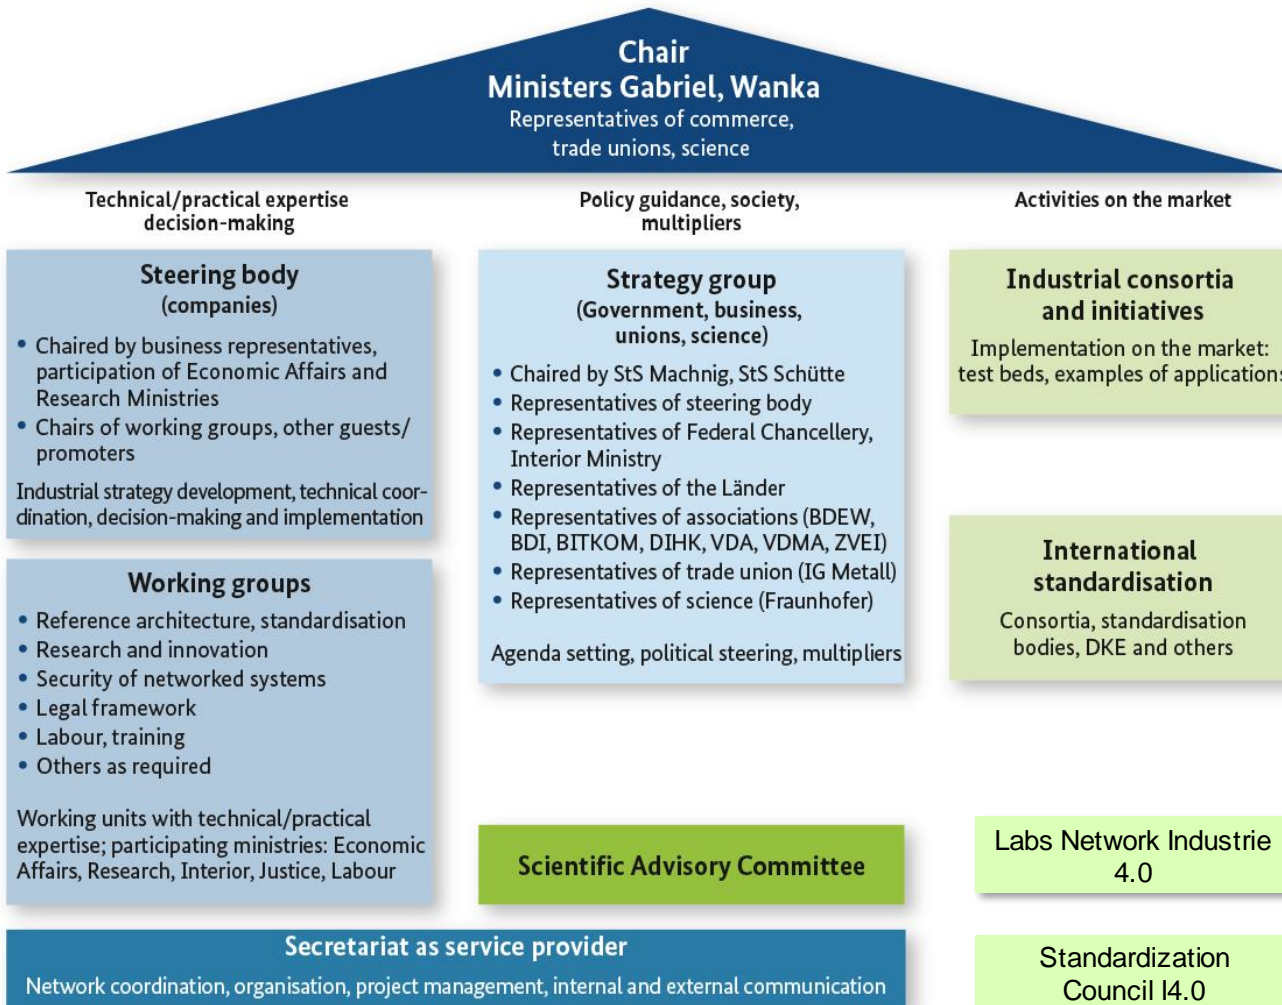 Chair
Ministers Gabriel, Wanka
Representatives of commerce,
trade unions, science
Technical/practical expertise
decision-making
Steering body
(companies)
• Chaired by business representatives,
participation of Economic Affairs and
Research Ministries
• Chairs of working groups, other guests/
promoters
Industrial strategy development, technical coor-
dination, decision-making and implementation
Working groups
• Reference architecture, standardisation
• Research and innovation
• Security of networked systems
• Legal framework
• Labour, training
• Others as required
Working units with technical/practical
expertise; participating ministries: Economic
Affairs, Research, Interior, Justice, Labour
Policy guidance, society,
multipliers
Strategy group
(Government, business,
unions, science)
• Chaired by StS Machnig, StS Schütte
• Representatives of steering body
• Representatives of Federal Chancellery,
Interior Ministry
• Representatives of the Länder
• Representatives of associations (BDEW,
BDI, BITKOM, DIHK, VDA, VDMA, ZVEI)
• Representatives of trade union (IG Metall)
• Representatives of science (Fraunhofer)
Agenda setting, political steering, multipliers
Scientific Advisory Committee
Secretariat as service provider
Network coordination, organisation, project management, internal and external communication
Activities on the market
Industrial consortia
and initiatives
Implementation on the market:
test beds, examples of applications
International
standardisation
Consortia, standardisation
bodies, DKE and others
Labs Network Industrie
4.0
Standardization
Council I4.0